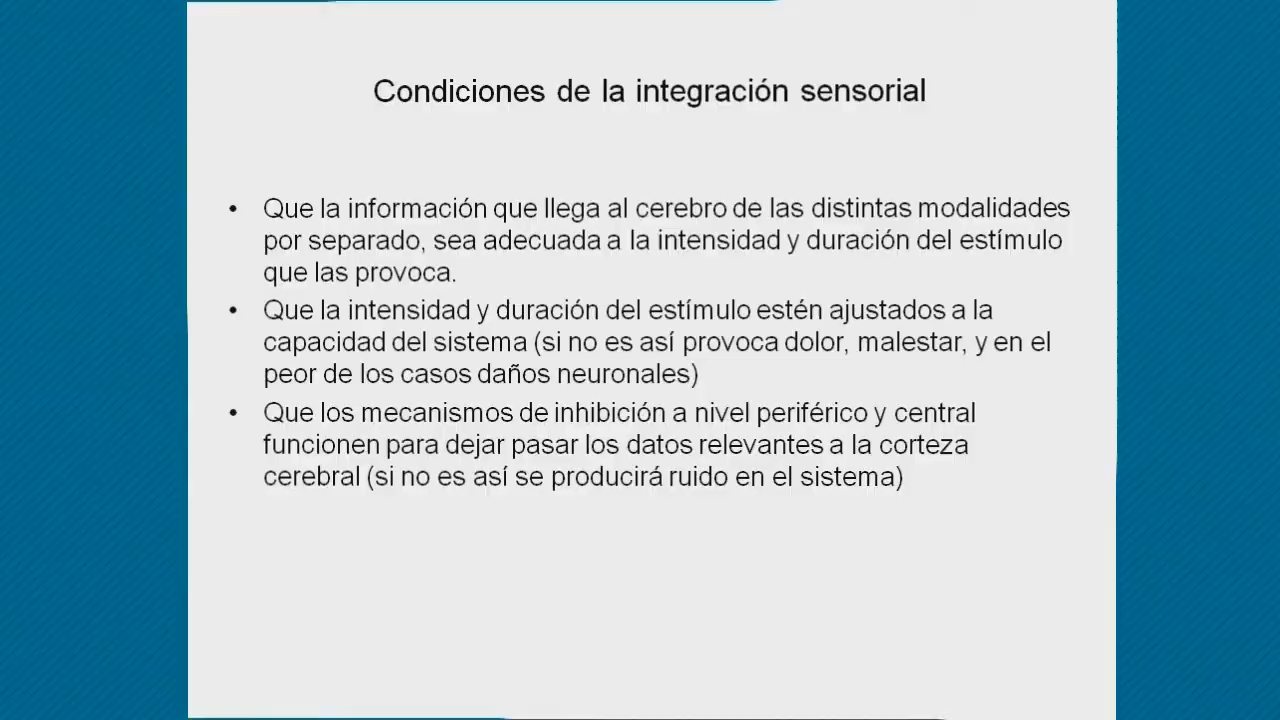 Condiciones de la integración sensorial
• Que la información que llega al cerebro de las distintas modalidades
por separado, sea adecuada a la intensidad y duración del estímulo
que las provoca.
• Que la intensidad y duración del estímulo estén ajustados a la
capacidad del sistema (si no es así provoca dolor, malestar, y en el
peor de los casos daños neuronales)
• Que los mecanismos de inhibición a nivel periférico y central
funcionen para dejar pasar los datos relevantes a la corteza
cerebral (si no es así se producirá ruido en el sistema)